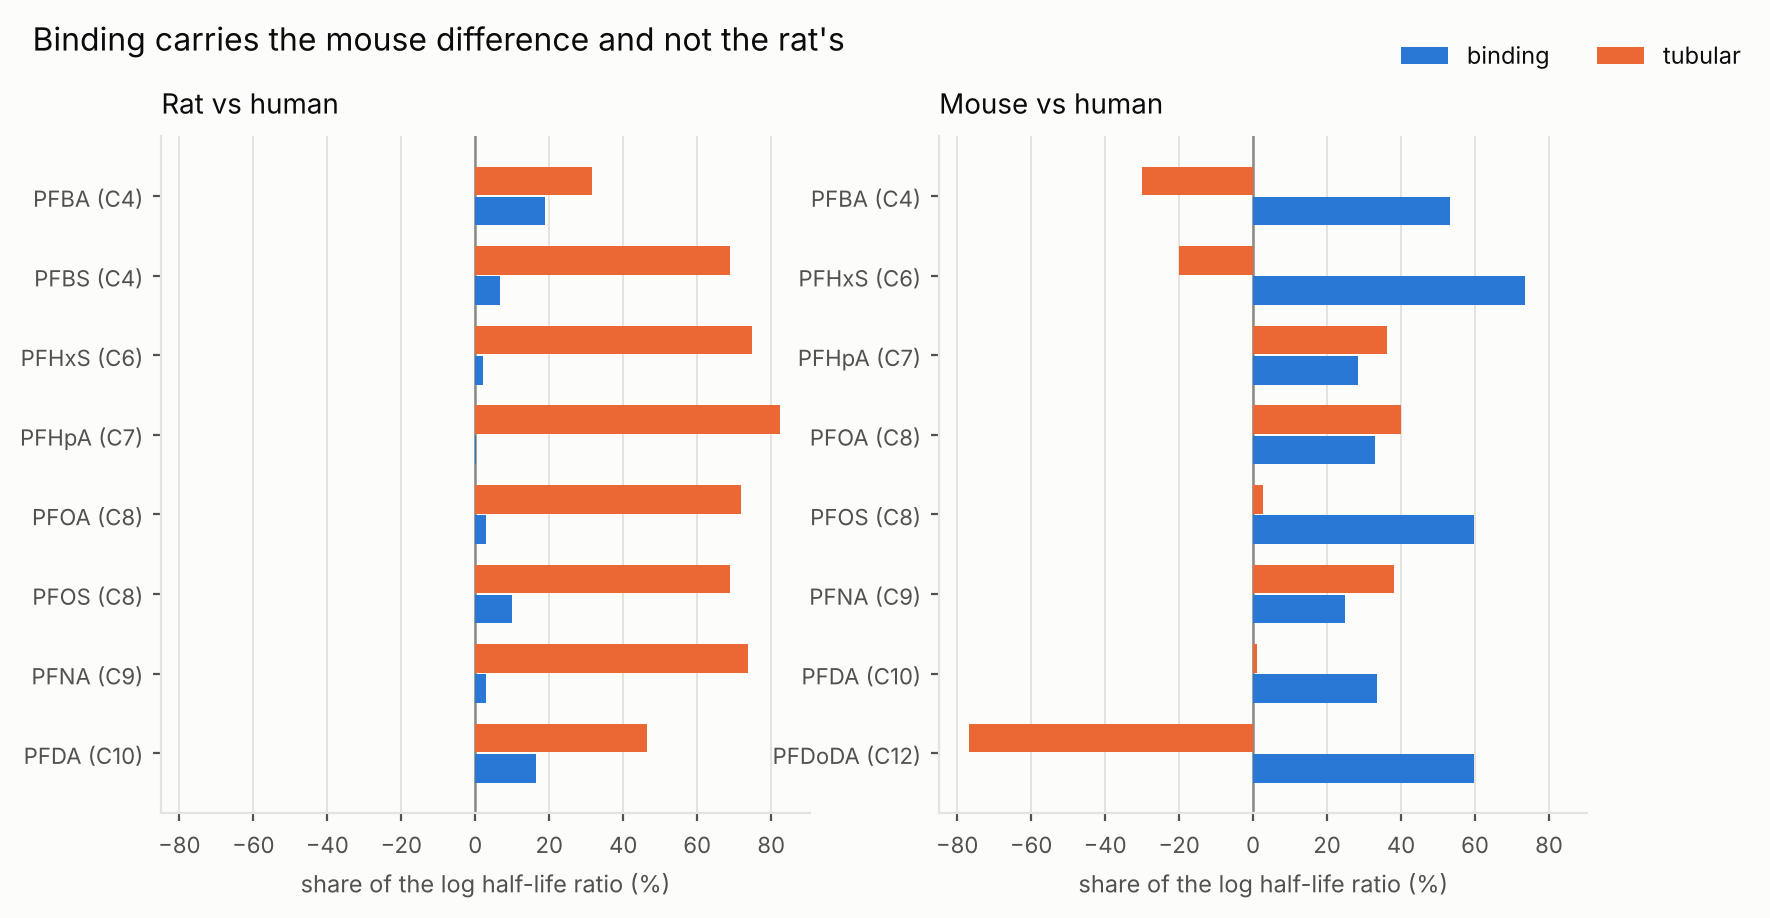 Binding carries the mouse difference and not the rat's
binding
tubular
Rat vs human
PFBA (C4)
PFBS (C4)
PFHxS (C6)
PFHpA (C7)
PFOA (C8)
PFOS (C8)
PFNA (C9)
PFDA (C10)
−80 −60 −40 −20 0 20 40 60 80
share of the log half-life ratio (%)
Mouse vs human
PFBA (C4)
PFHxS (C6)
PFHpA (C7)
PFOA (C8)
PFOS (C8)
PFNA (C9)
PFDA (C10)
PFDoDA (C12)
−80 −60 −40 −20 0 20 40 60 80
share of the log half-life ratio (%)